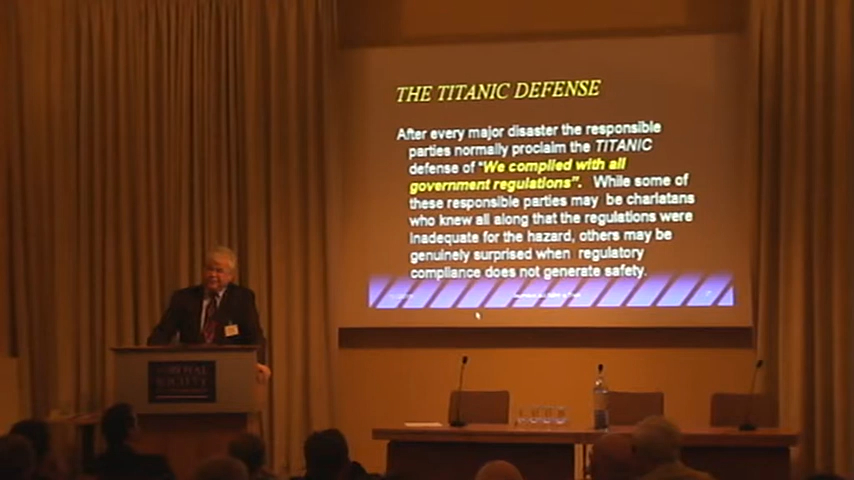 THE TITANIC DEFENSE
After every major disaster the responsible
parties normally proclaim the TITANIC
defense of "We complied with all
government regulations". While some of
these responsible parties may be charlatans
who knew all along that the regulations were
inadequate for the hazard, others may be
genuinely surprised when regulatory
compliance does not generate safety.
ROYAL
SOCIETY